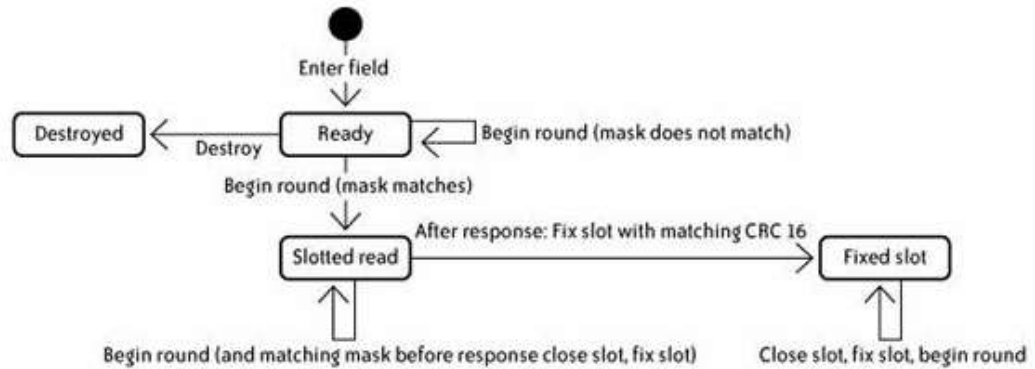 Enter field
Destroyed
Ready
Begin round (mask does not match)
Destroy
Begin round (mask matches)
After response: Fix slot with matching CRC 16
Slotted read
Fixed slot
Begin round (and matching mask before response close slot, fix slot)
Close slot, fix slot, begin round